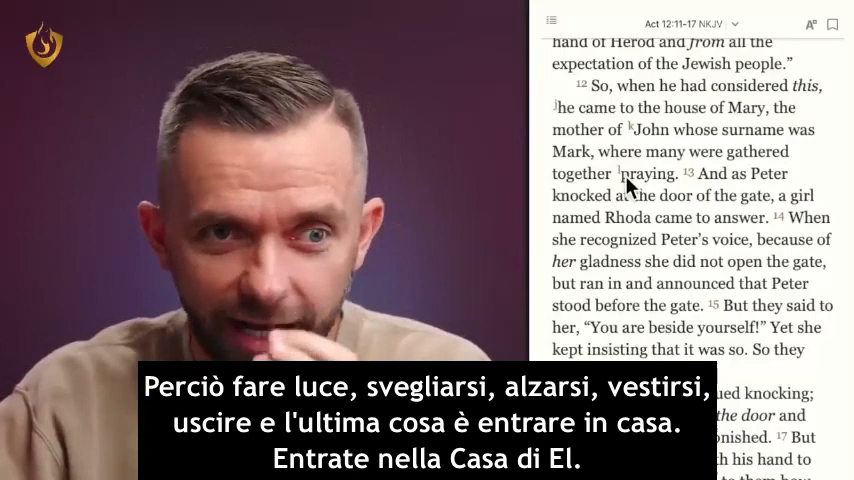 Act 12:11-17 NKJV
hand of Herod and from all the
expectation of the Jewish people.”
12 So, when he had considered this,
jhe came to the house of Mary, the
mother of kJohn whose surname was
Mark, where many were gathered
together lpraying. 13 And as Peter
knocked at the door of the gate, a girl
named Rhoda came to answer. 14 When
she recognized Peter’s voice, because of
her gladness she did not open the gate,
but ran in and announced that Peter
stood before the gate. 15 But they said to
her, “You are beside yourself!” Yet she
kept insisting that it was so. So they
knocking;
the door and
17 But
his hand to
Perciò fare luce, svegliarsi, alzarsi, vestirsi,
uscire e l'ultima cosa è entrare in casa.
Entrate nella Casa di El.